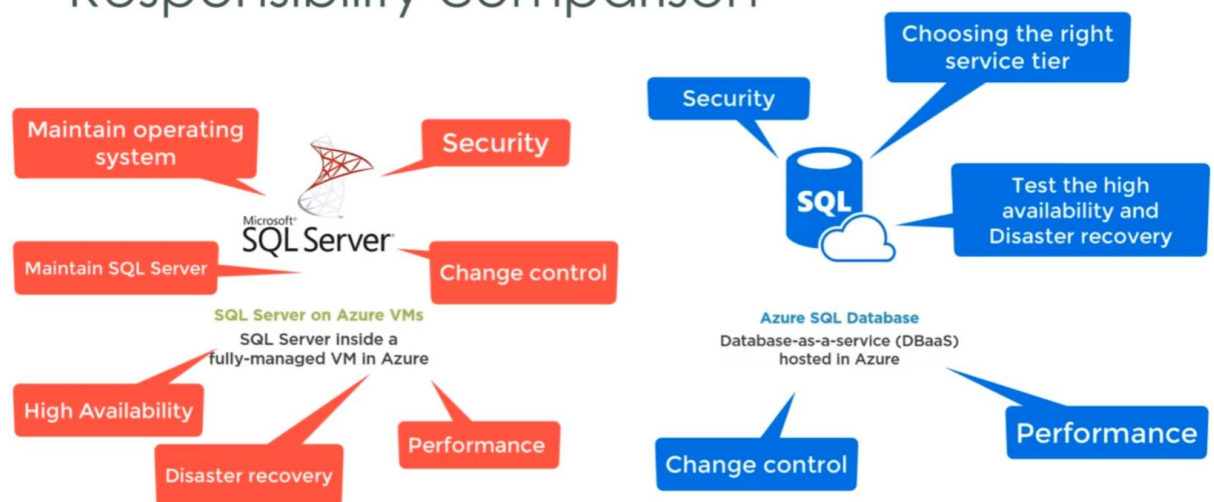 Responsibility Comparison
Maintain operating
system
Security
Microsoft®
SQL Server®
Maintain SQL Server
Change control
SQL Server on Azure VMs
SQL Server inside a
fully-managed VM in Azure
High Availability
Disaster recovery
Performance
Choosing the right
service tier
Security
SQL
Test the high
availability and
Disaster recovery
Azure SQL Database
Database-as-a-service (DBaaS)
hosted in Azure
Change control
Performance